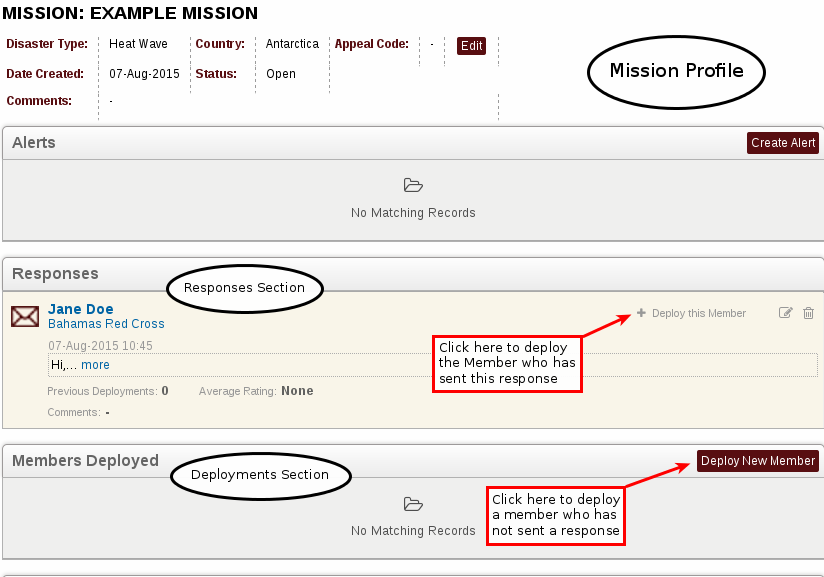 MISSION: EXAMPLE MISSION
Disaster Type: Heat Wave Country: Antarctica Appeal Code: - Edit
Date Created: 07-Aug-2015 Status: Open
Comments: -
Mission Profile
Alerts Create Alert
No Matching Records
Responses
Responses Section
Jane Doe Deploy this Member
Bahamas Red Cross
07-Aug-2015 10:45
Hi,... more
Click here to deploy
the Member who has
sent this response
Previous Deployments: 0 Average Rating: None
Comments: -
Members Deployed Deploy New Member
Deployments Section
Click here to deploy
a member who has
not sent a response
No Matching Records